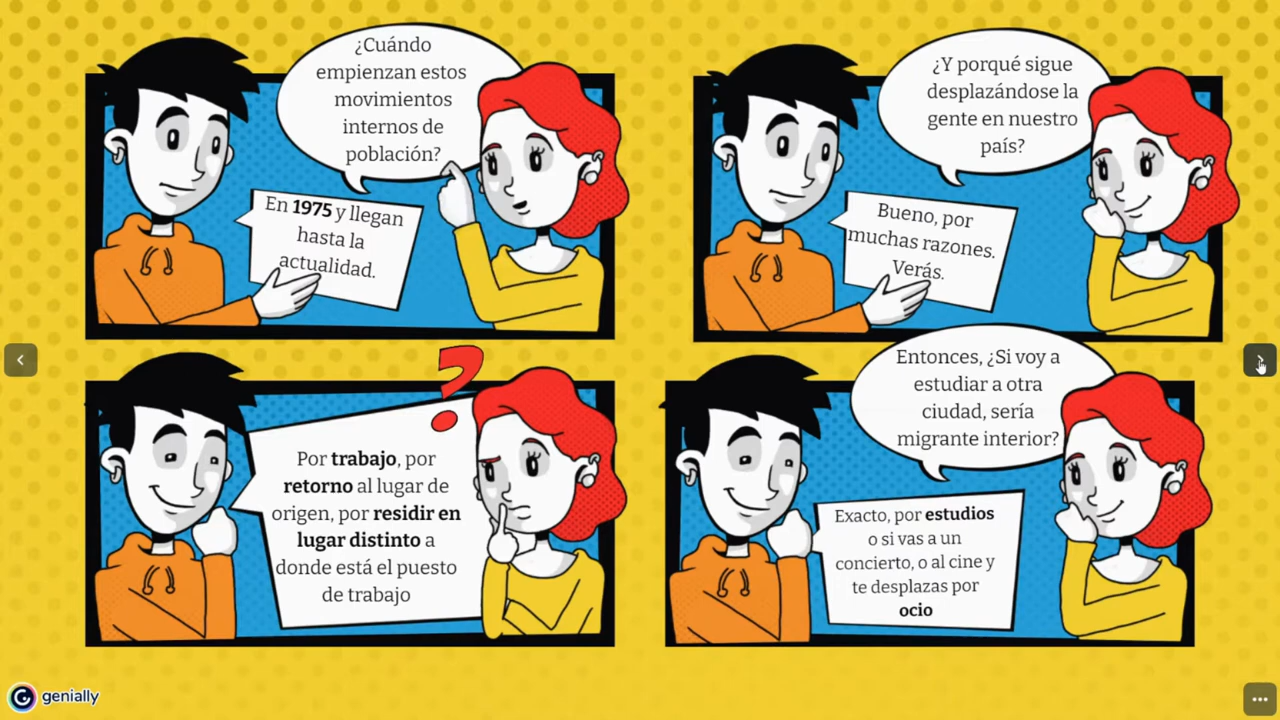 ¿Cuándo
empienzan estos
movimientos
internos de
población?
En 1975 y llegan
hasta la
actualidad.
¿Y porqué sigue
desplazándose la
gente en nuestro
país?
Bueno, por
muchas razones.
Verás.
?
Por trabajo, por
retorno al lugar de
origen, por residir en
lugar distinto a
donde está el puesto
de trabajo
Entonces, ¿Si voy a
estudiar a otra
ciudad, sería
migrante interior?
Exacto, por estudios
o si vas a un
concierto, o al cine y
te desplazas por
ocio
genially